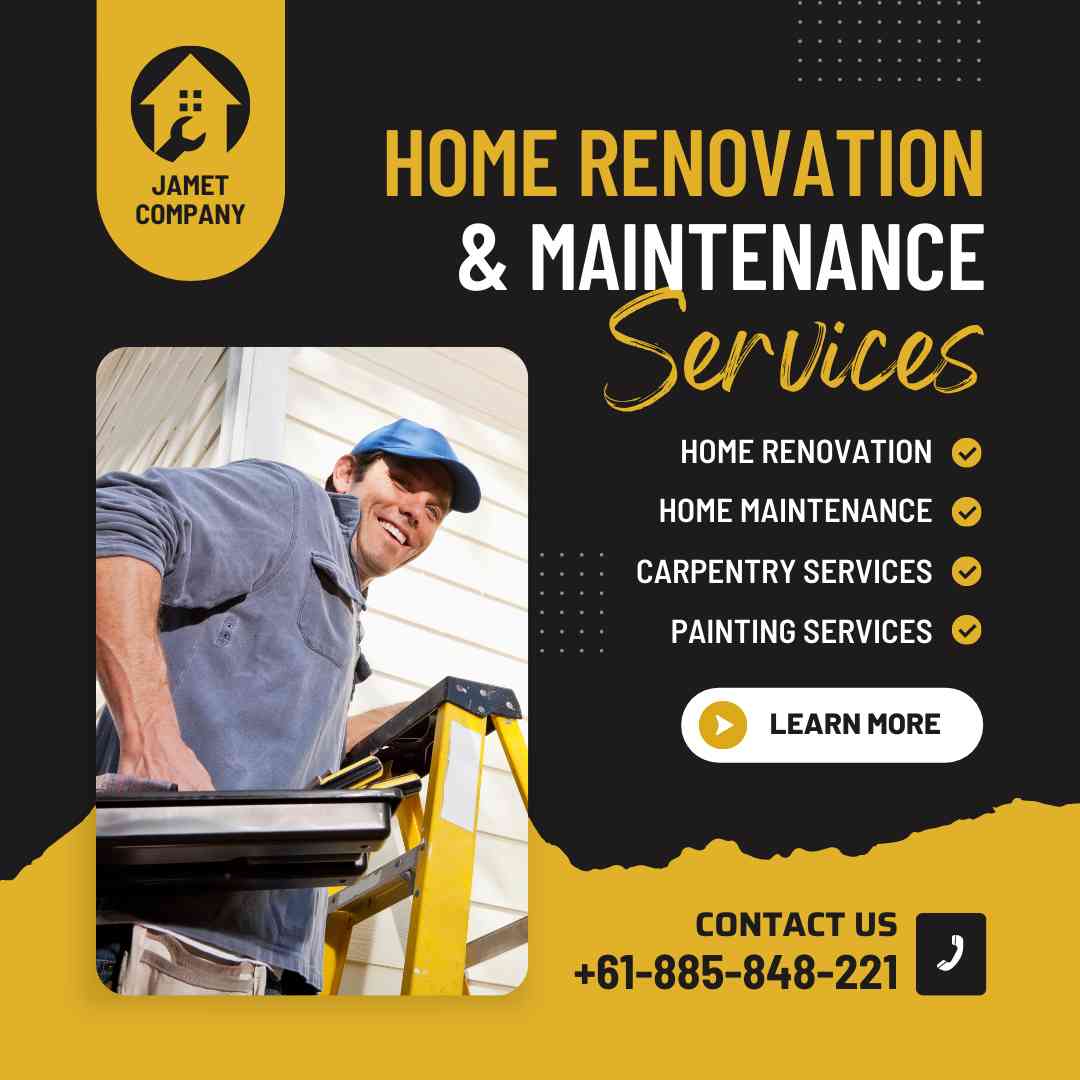 JAMET
COMPANY
HOME RENOVATION
& MAINTENANCE
Services
HOME RENOVATION
HOME MAINTENANCE
CARPENTRY SERVICES
PAINTING SERVICES
LEARN MORE
CONTACT US
+61-885-848-221